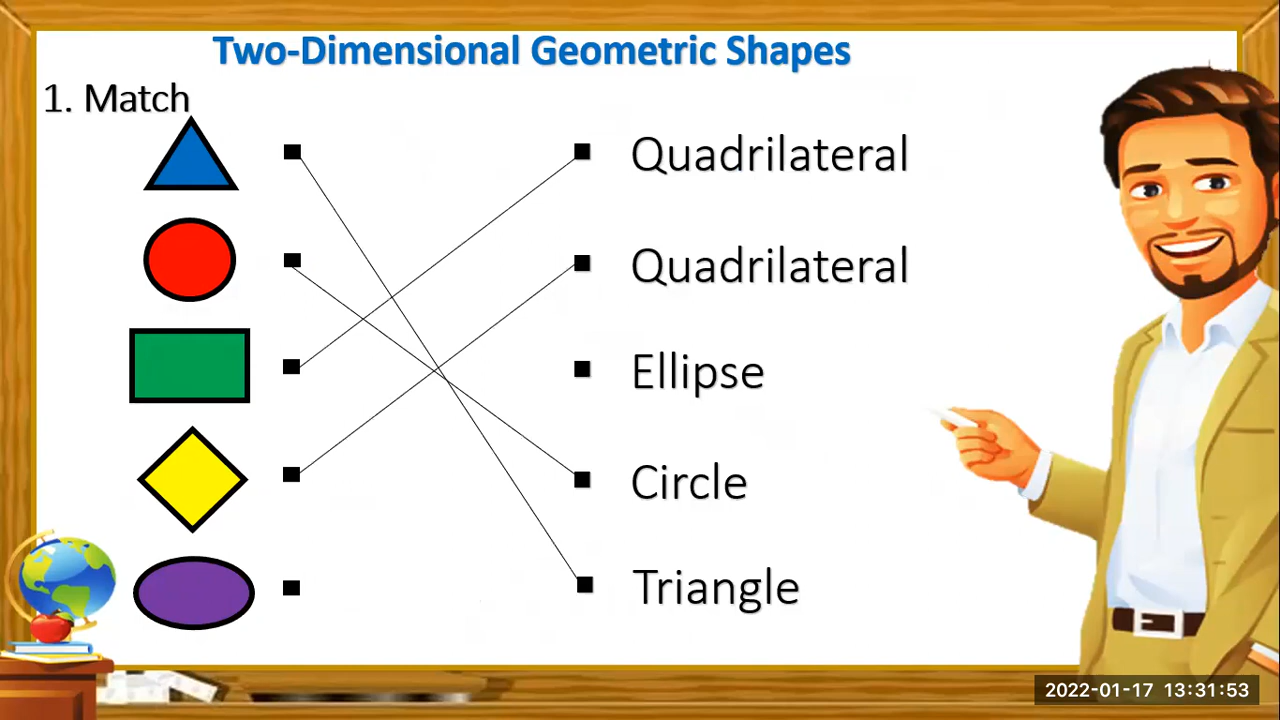 Two-Dimensional Geometric Shapes
1. Match
Quadrilateral
Quadrilateral
Ellipse
Circle
Triangle
2022-01-17 13:31:53